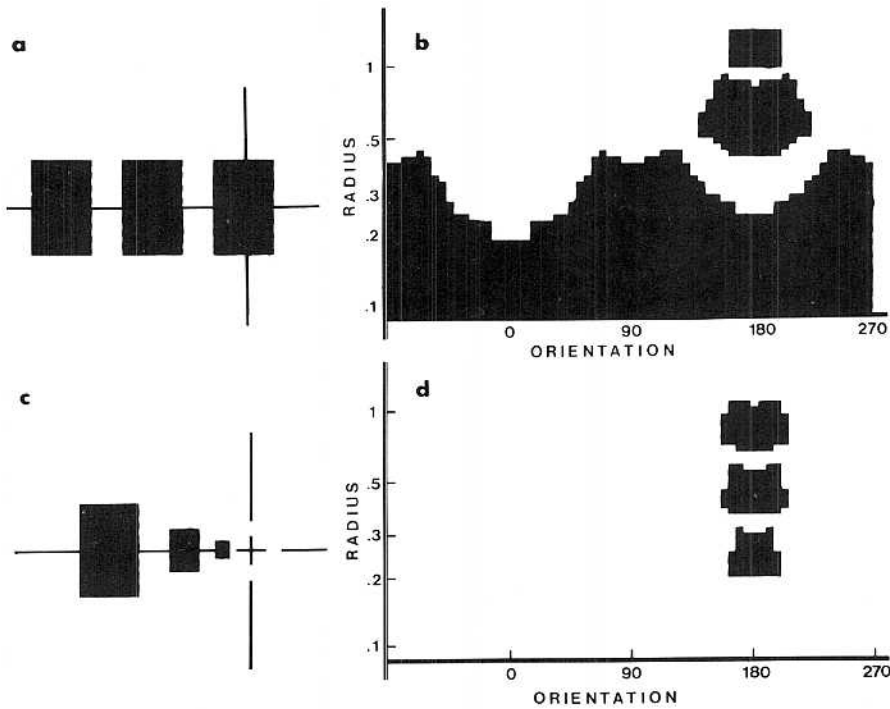 a
b
RADIUS
1
.5
.3
.2
.1
0 90 180 270
ORIENTATION
c
d
RADIUS
1
.5
.3
.2
.1
0 90 180 270
ORIENTATION